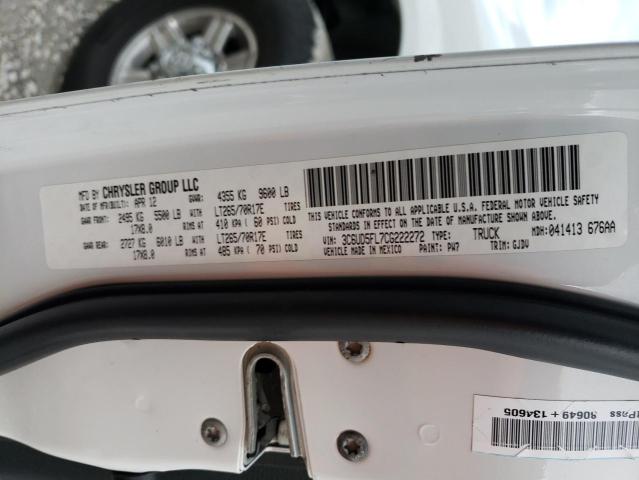 MFD BY CHRYSLER GROUP LLC
DATE OF MFR/BUILT: APR 12 4355 KG 9600 LB
GAWR FRONT: 2495 KG 5500 LB LT265/70R17E TIRES
17X8.0 RIMS AT 410 KPA ( 60 PSI) COLD
GAWR REAR: 2727 KG 6010 LB LT265/70R17E TIRES
17X8.0 RIMS AT 485 KPA ( 70 PSI) COLD
THIS VEHICLE CONFORMS TO ALL APPLICABLE U.S.A. FEDERAL MOTOR VEHICLE SAFETY
STANDARDS IN EFFECT ON THE DATE OF MANUFACTURE SHOWN ABOVE.
VIN: 3C6UD5FL7CG222272 TYPE: TRUCK MDH: 041413 676AA
VEHICLE MADE IN MEXICO PAINT: PW7 TRIM: GJDV
80649 + 134605